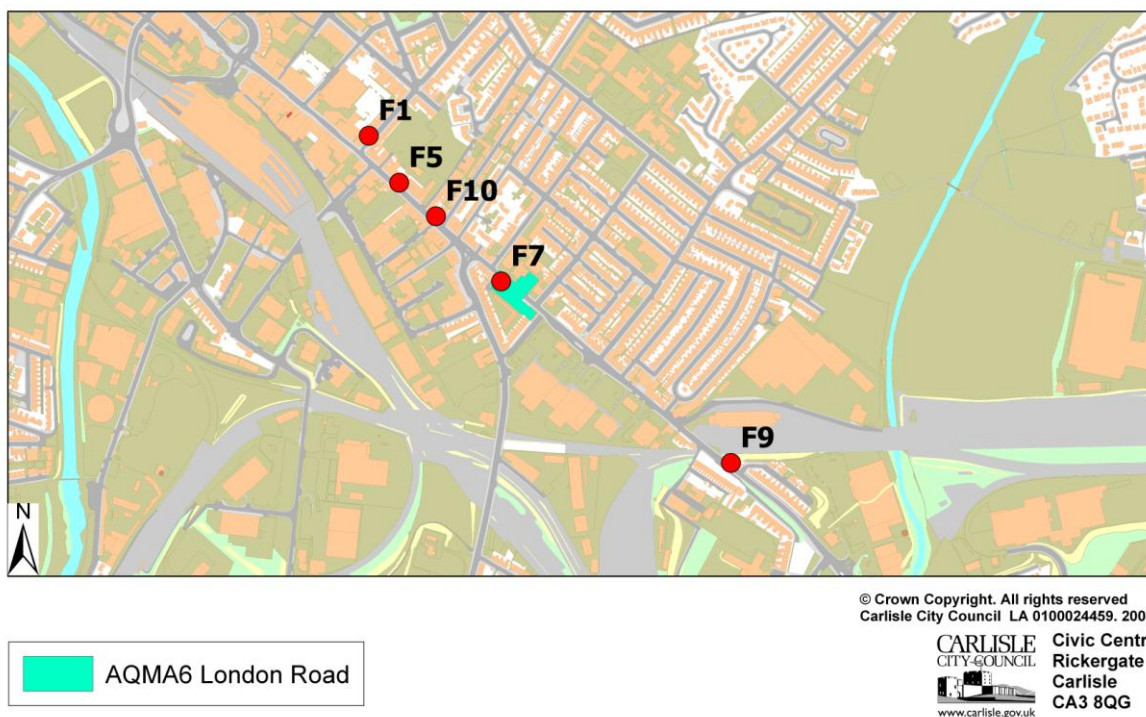 F1
F5
F10
F7
F9
N
© Crown Copyright. All rights reserved
Carlisle City Council LA 0100024459. 200
AQMA6 London Road
CARLISLE
CITY-COUNCIL
www.carlisle.gov.uk
Civic Centr
Rickergate
Carlisle
CA3 8QG